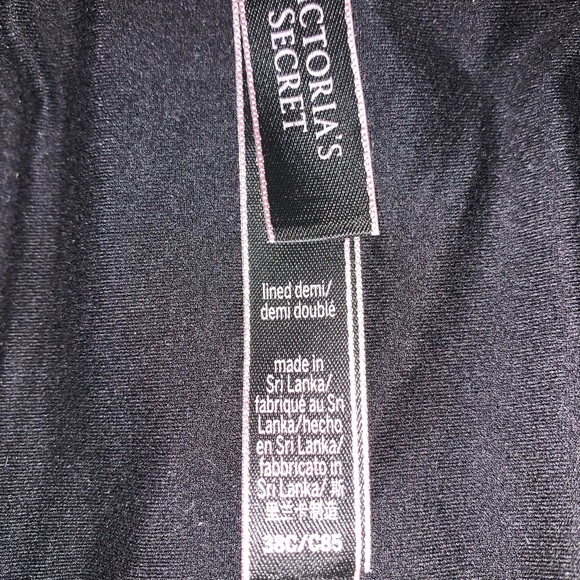 VICTORIA'S
SECRET
lined demi/
demi doublé
made in
Sri Lanka/
fabriqué au Sri
Lanka/hecho
en Sri Lanka/
fabbricato in
Sri Lanka/ 斯
里兰卡制造
38C/C85